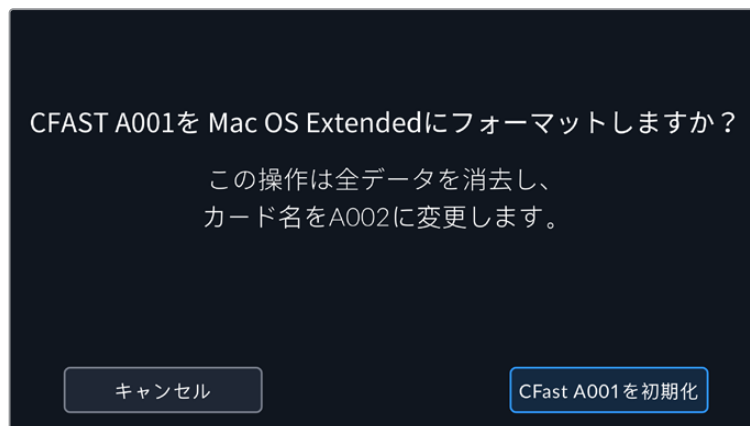 CFAST A001を Mac OS Extendedにフォーマットしますか？
この操作は全データを消去し、
カード名をA002に変更します。
キャンセル
CFast A001を初期化